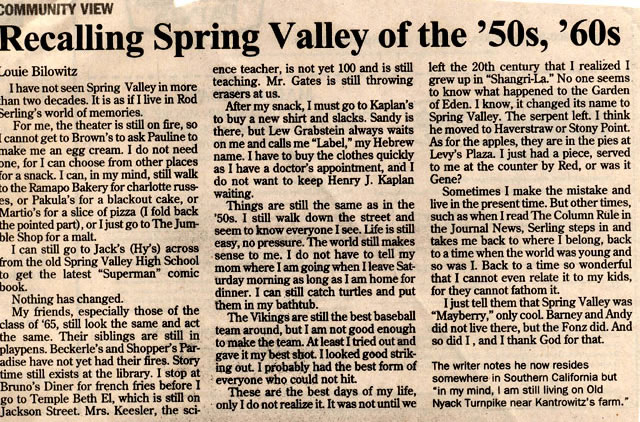 COMMUNITY VIEW
Recalling Spring Valley of the ’50s, ’60s
Louie Bilowitz
I have not seen Spring Valley in more
than two decades. It is as if I live in Rod
Serling’s world of memories.
For me, the theater is still on fire, so
I cannot get to Brown’s to ask Pauline to
make me an egg cream. I do not need
one, for I can choose from other places
for a snack. I can, in my mind, still walk
to the Ramapo Bakery for charlotte russ-
es, or Pakula’s for a blackout cake, or
Martio’s for a slice of pizza (I fold back
the pointed part), or I just go to The Jum-
ble Shop for a malt.
I can still go to Jack’s (Hy’s) across
from the old Spring Valley High School
to get the latest “Superman” comic
book.
Nothing has changed.
My friends, especially those of the
class of ’65, still look the same and act
the same. Their siblings are still in
playpens. Beckerle’s and Shopper’s Par-
adise have not yet had their fires. Story
time still exists at the library. I stop at
Bruno’s Diner for french fries before I
go to Temple Beth El, which is still on
Jackson Street. Mrs. Keesler, the sci-
ence teacher, is not yet 100 and is still
teaching. Mr. Gates is still throwing
erasers at us.
After my snack, I must go to Kaplan’s
to buy a new shirt and slacks. Sandy is
there, but Lew Grabstein always waits
on me and calls me “Label,” my Hebrew
name. I have to buy the clothes quickly
as I have a doctor’s appointment, and I
do not want to keep Henry J. Kaplan
waiting.
Things are still the same as in the
’50s. I still walk down the street and
seem to know everyone I see. Life is still
easy, no pressure. The world still makes
sense to me. I do not have to tell my
mom where I am going when I leave Sat-
urday morning as long as I am home for
dinner. I can still catch turtles and put
them in my bathtub.
The Vikings are still the best baseball
team around, but I am not good enough
to make the team. At least I tried out and
gave it my best shot. I looked good strik-
ing out. I probably had the best form of
everyone who could not hit.
These are the best days of my life,
only I do not realize it. It was not until we
left the 20th century that I realized I
grew up in “Shangri-La.” No one seems
to know what happened to the Garden
of Eden. I know, it changed its name to
Spring Valley. The serpent left. I think
he moved to Haverstraw or Stony Point.
As for the apples, they are in the pies at
Levy’s Plaza. I just had a piece, served
to me at the counter by Red, or was it
Gene?
Sometimes I make the mistake and
live in the present time. But other times,
such as when I read The Column Rule in
the Journal News, Serling steps in and
takes me back to where I belong, back
to a time when the world was young and
so was I. Back to a time so wonderful
that I cannot even relate it to my kids,
for they cannot fathom it.
I just tell them that Spring Valley was
“Mayberry,” only cool. Barney and Andy
did not live there, but the Fonz did. And
so did I , and I thank God for that.
The writer notes he now resides
somewhere in Southern California but
“in my mind, I am still living on Old
Nyack Turnpike near Kantrowitz’s farm.”